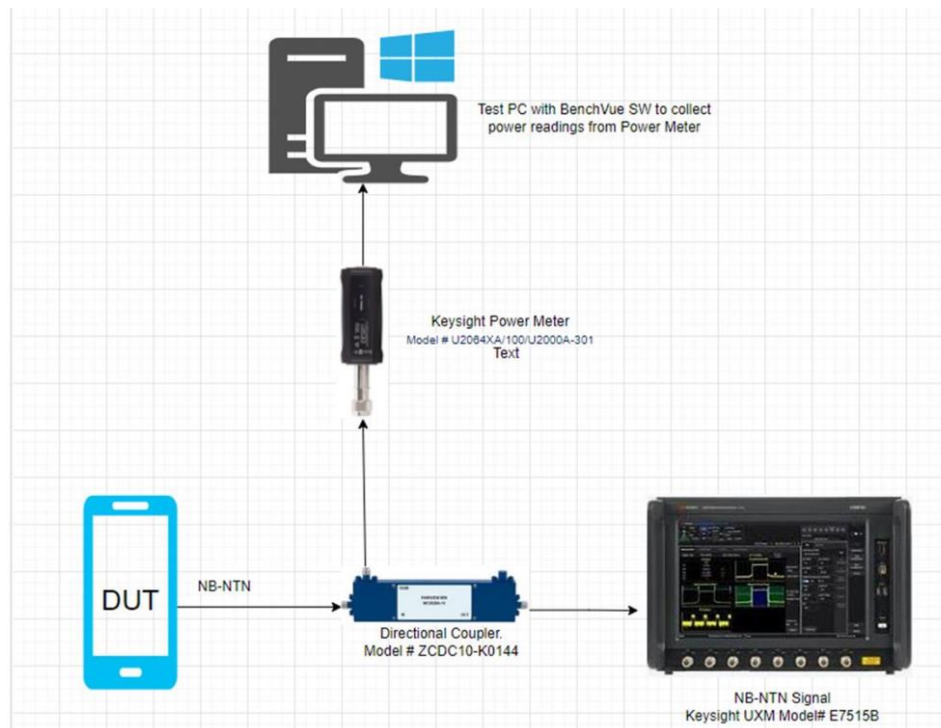 Test PC with BenchVue SW to collect
power readings from Power Meter
Keysight Power Meter
Model # U2064XA/100/U2000A-301
Text
DUT
NB-NTN
Directional Coupler.
Model # ZCDC10-K0144
NB-NTN Signal
Keysight UXM Model# E7515B